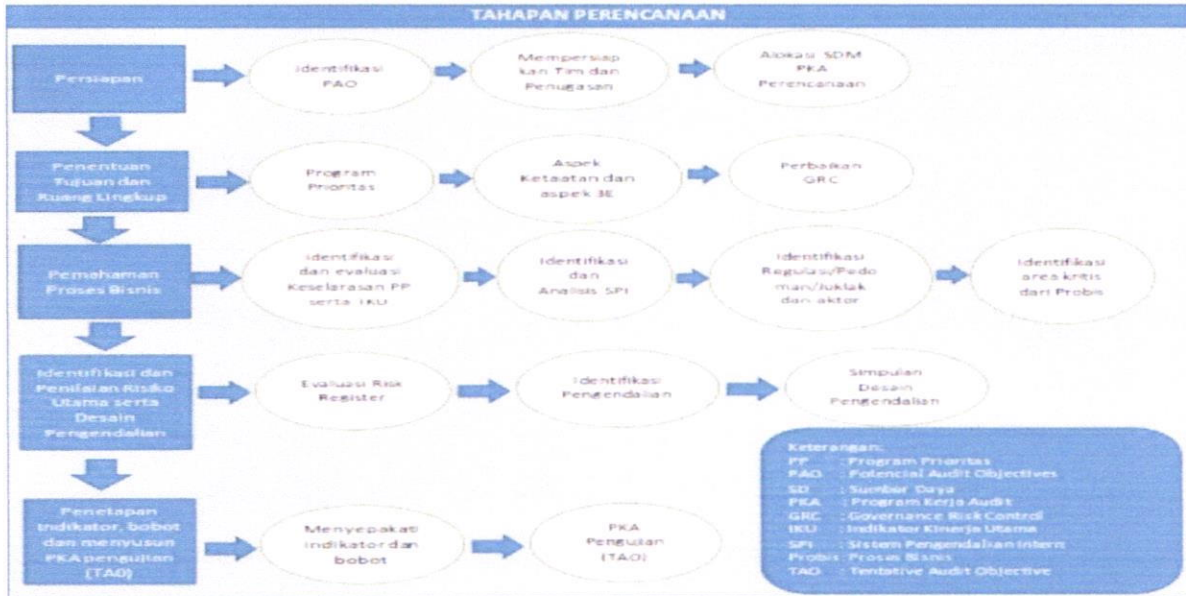 TAHAPAN PERENCANAAN
Persiapan
Identifikasi
PAO
Mempersiap
kan Tim dan
Penugasan
Alokasi SDM
PKA
Perencanaan
Penentuan
Tujuan dan
Ruang Lingkup
Program
Prioritas
Aspek
Ketaatan dan
aspek 3E
Perbaikan
GRC
Pemahaman
Proses Bisnis
Identifikasi
dan evaluasi
Keselarasan PP
serta IKU
Identifikasi
dan
Analisis SPI
Identifikasi
Regulasi/Pedo
man/Juklak
dan aktor
Identifikasi
area kritis
dari Probis
Identifikasi dan
Penilaian Risiko
Utama serta
Desain
Pengendalian
Evaluasi Risk
Register
Identifikasi
Pengendalian
Simpulan
Desain
Pengendalian
Penetapan
Indikator, bobot
dan menyusun
PKA pengujian
(TAO)
Menyepakati
indikator dan
bobot
PKA
Pengujian
(TAO)
Keterangan:
PP : Program Prioritas
PAO : Potencial Audit Objectives
SD : Sumber Daya
PKA : Program Kerja Audit
GRC : Governance Risk Control
IKU : Indikator Kinerja Utama
SPI : Sistem Pengendalian Intern
Probis : Proses Bisnis
TAO : Tentative Audit Objective